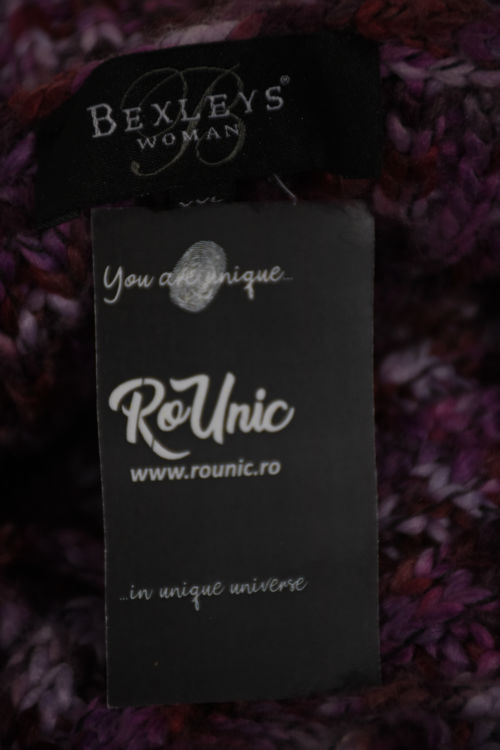 BEXLEYS®
WOMAN
You are unique...
RoUnic
www.rounic.ro
...in unique universe